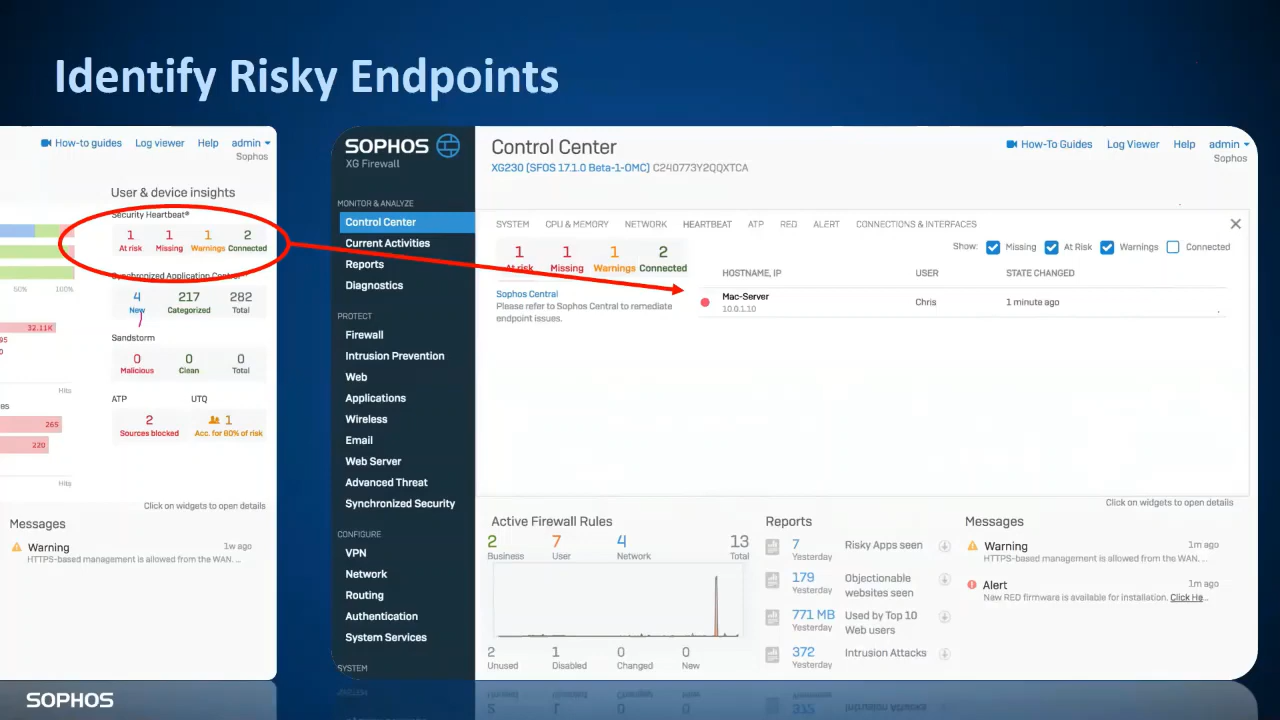 Identify Risky Endpoints
How-to guides Log viewer Help admin
Sophos
User & device insights
Security Heartbeat®
1 1 1 2
At risk Missing Warnings Connected
Synchronized Application Control™
50% 100%
4 217 282
New Categorized Total
32.11K
Sandstorm
0 0 0
Malicious Clean Total
Hits
ATP UTQ
265
2 1
Sources blocked Acc. for 80% of risk
220
Hits
Click on widgets to open details
Messages
Warning 1w ago
HTTPS-based management is allowed from the WAN. ...
SOPHOS
SOPHOS
XG Firewall
MONITOR & ANALYZE
Control Center
Current Activities
Reports
Diagnostics
PROTECT
Firewall
Intrusion Prevention
Web
Applications
Wireless
Email
Web Server
Advanced Threat
Synchronized Security
CONFIGURE
VPN
Network
Routing
Authentication
System Services
SYSTEM
Control Center
XG230 (SFOS 17.1.0 Beta-1-OMC) C240773Y2QQXTCA
How-To Guides Log Viewer Help admin
Sophos
SYSTEM CPU & MEMORY NETWORK HEARTBEAT ATP RED ALERT CONNECTIONS & INTERFACES
1 1 1 2
At risk Missing Warnings Connected
Show: Missing At Risk Warnings Connected
HOSTNAME, IP USER STATE CHANGED
Sophos Central
Please refer to Sophos Central to remediate
endpoint issues.
Mac-Server Chris 1 minute ago
10.0.1.10
Click on widgets to open details
Active Firewall Rules
2 7 4 13
Business User Network Total
2 1 0 0
Unused Disabled Changed New
Reports
7 Risky Apps seen
Yesterday
179 Objectionable
Yesterday websites seen
771 MB Used by Top 10
Yesterday Web users
372 Intrusion Attacks
Yesterday
Messages
Warning 1m ago
HTTPS-based management is allowed from the WAN. ...
Alert 1m ago
New RED firmware is available for installation. Click He...